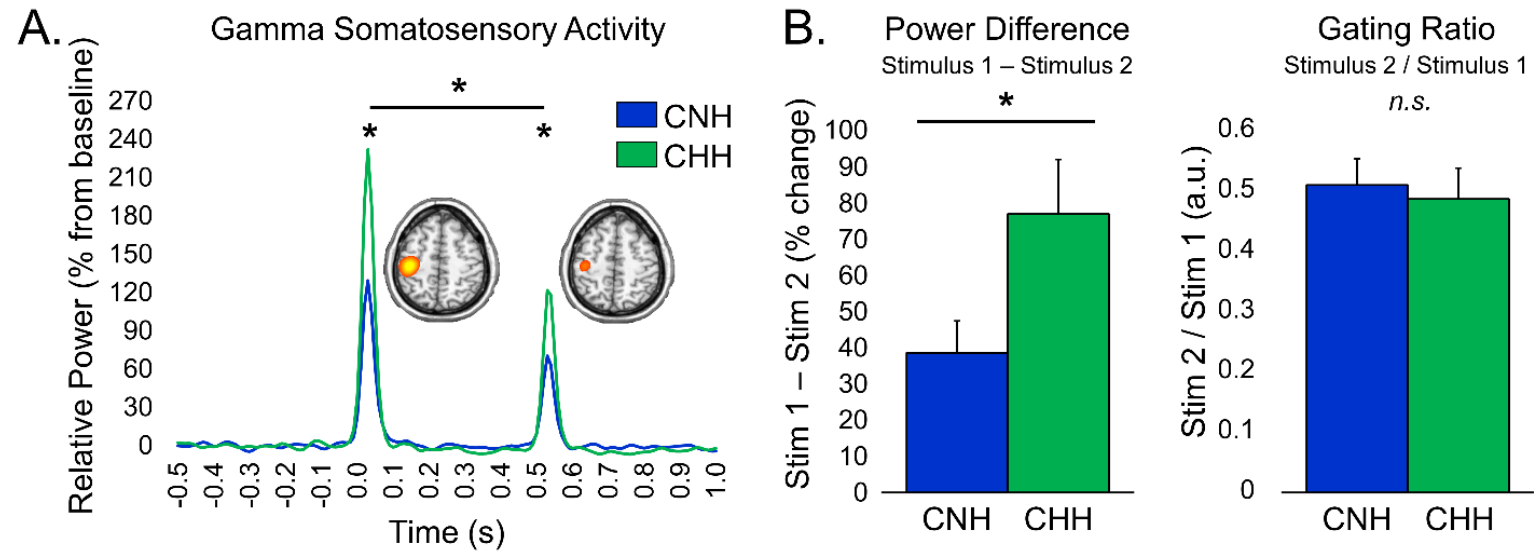 A.
Gamma Somatosensory Activity
Relative Power (% from baseline)
270
240
210
180
150
120
90
60
30
0
*
*
*
CNH
CHH
-0.5
-0.4
-0.3
-0.2
-0.1
0.0
0.1
0.2
0.3
0.4
0.5
0.6
0.7
0.8
0.9
1.0
Time (s)
B.
Power Difference
Stimulus 1 – Stimulus 2
*
Stim 1 – Stim 2 (% change)
100
90
80
70
60
50
40
30
20
10
0
CNH
CHH
Gating Ratio
Stimulus 2 / Stimulus 1
n.s.
Stim 2 / Stim 1 (a.u.)
0.6
0.5
0.4
0.3
0.2
0.1
0
CNH
CHH